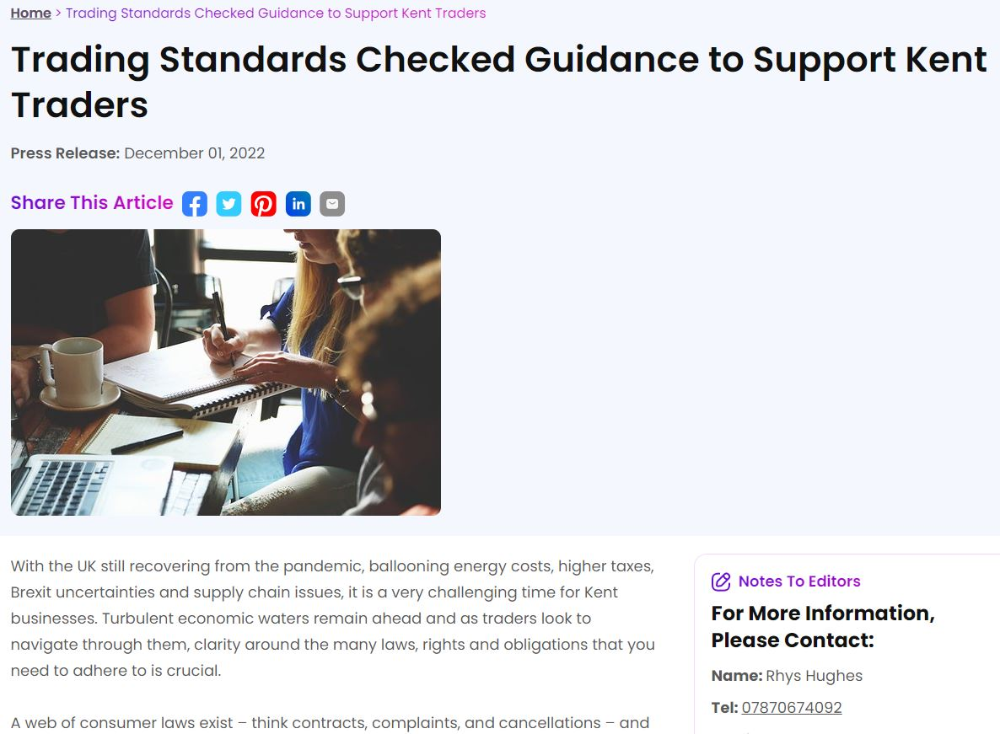 Home > Trading Standards Checked Guidance to Support Kent Traders
Trading Standards Checked Guidance to Support Kent
Traders
Press Release: December 01, 2022
Share This Article
in
With the UK still recovering from the pandemic, ballooning energy costs, higher taxes,
Brexit uncertainties and supply chain issues, it is a very challenging time for Kent
businesses. Turbulent economic waters remain ahead and as traders look to
navigate through them, clarity around the many laws, rights and obligations that you
need to adhere to is crucial.
A web of consumer laws exist – think contracts, complaints, and cancellations – and
Notes To Editors
For More Information,
Please Contact:
Name: Rhys Hughes
Tel: 07870674092